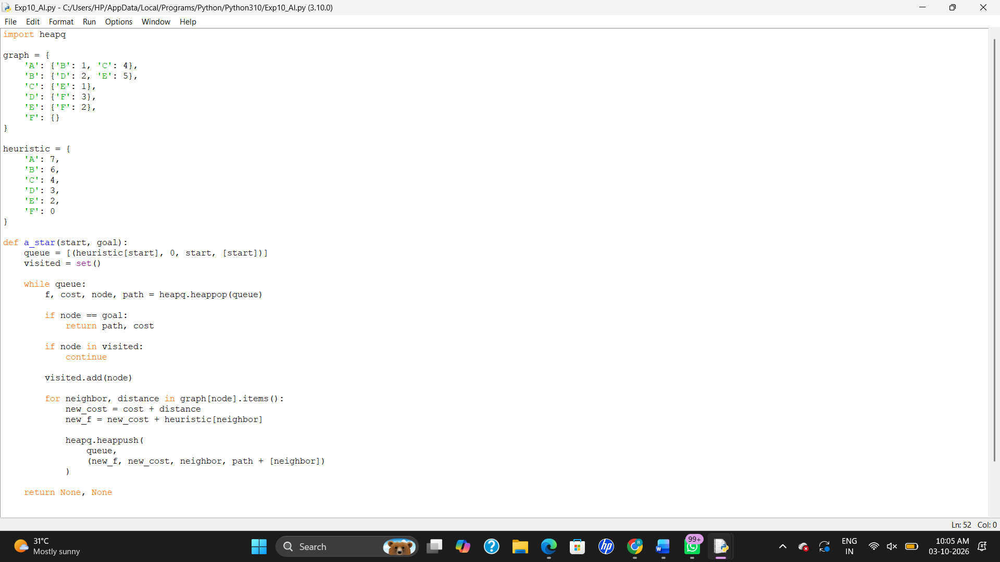 Exp10_AI.py - C:/Users/HP/AppData/Local/Programs/Python/Python310/Exp10_AI.py (3.10.0)
File Edit Format Run Options Window Help
import heapq

graph = {
    'A': {'B': 1, 'C': 4},
    'B': {'D': 2, 'E': 5},
    'C': {'E': 1},
    'D': {'F': 3},
    'E': {'F': 2},
    'F': {}
}

heuristic = {
    'A': 7,
    'B': 6,
    'C': 4,
    'D': 3,
    'E': 2,
    'F': 0
}

def a_star(start, goal):
    queue = [(heuristic[start], 0, start, [start])]
    visited = set()

    while queue:
        f, cost, node, path = heapq.heappop(queue)

        if node == goal:
            return path, cost

        if node in visited:
            continue

        visited.add(node)

        for neighbor, distance in graph[node].items():
            new_cost = cost + distance
            new_f = new_cost + heuristic[neighbor]

            heapq.heappush(
                queue,
                (new_f, new_cost, neighbor, path + [neighbor])
            )

    return None, None
Ln: 52 Col: 0
31°C
Mostly sunny
Search
hp
R
W
99+
ENG
IN
10:05 AM
03-10-2026